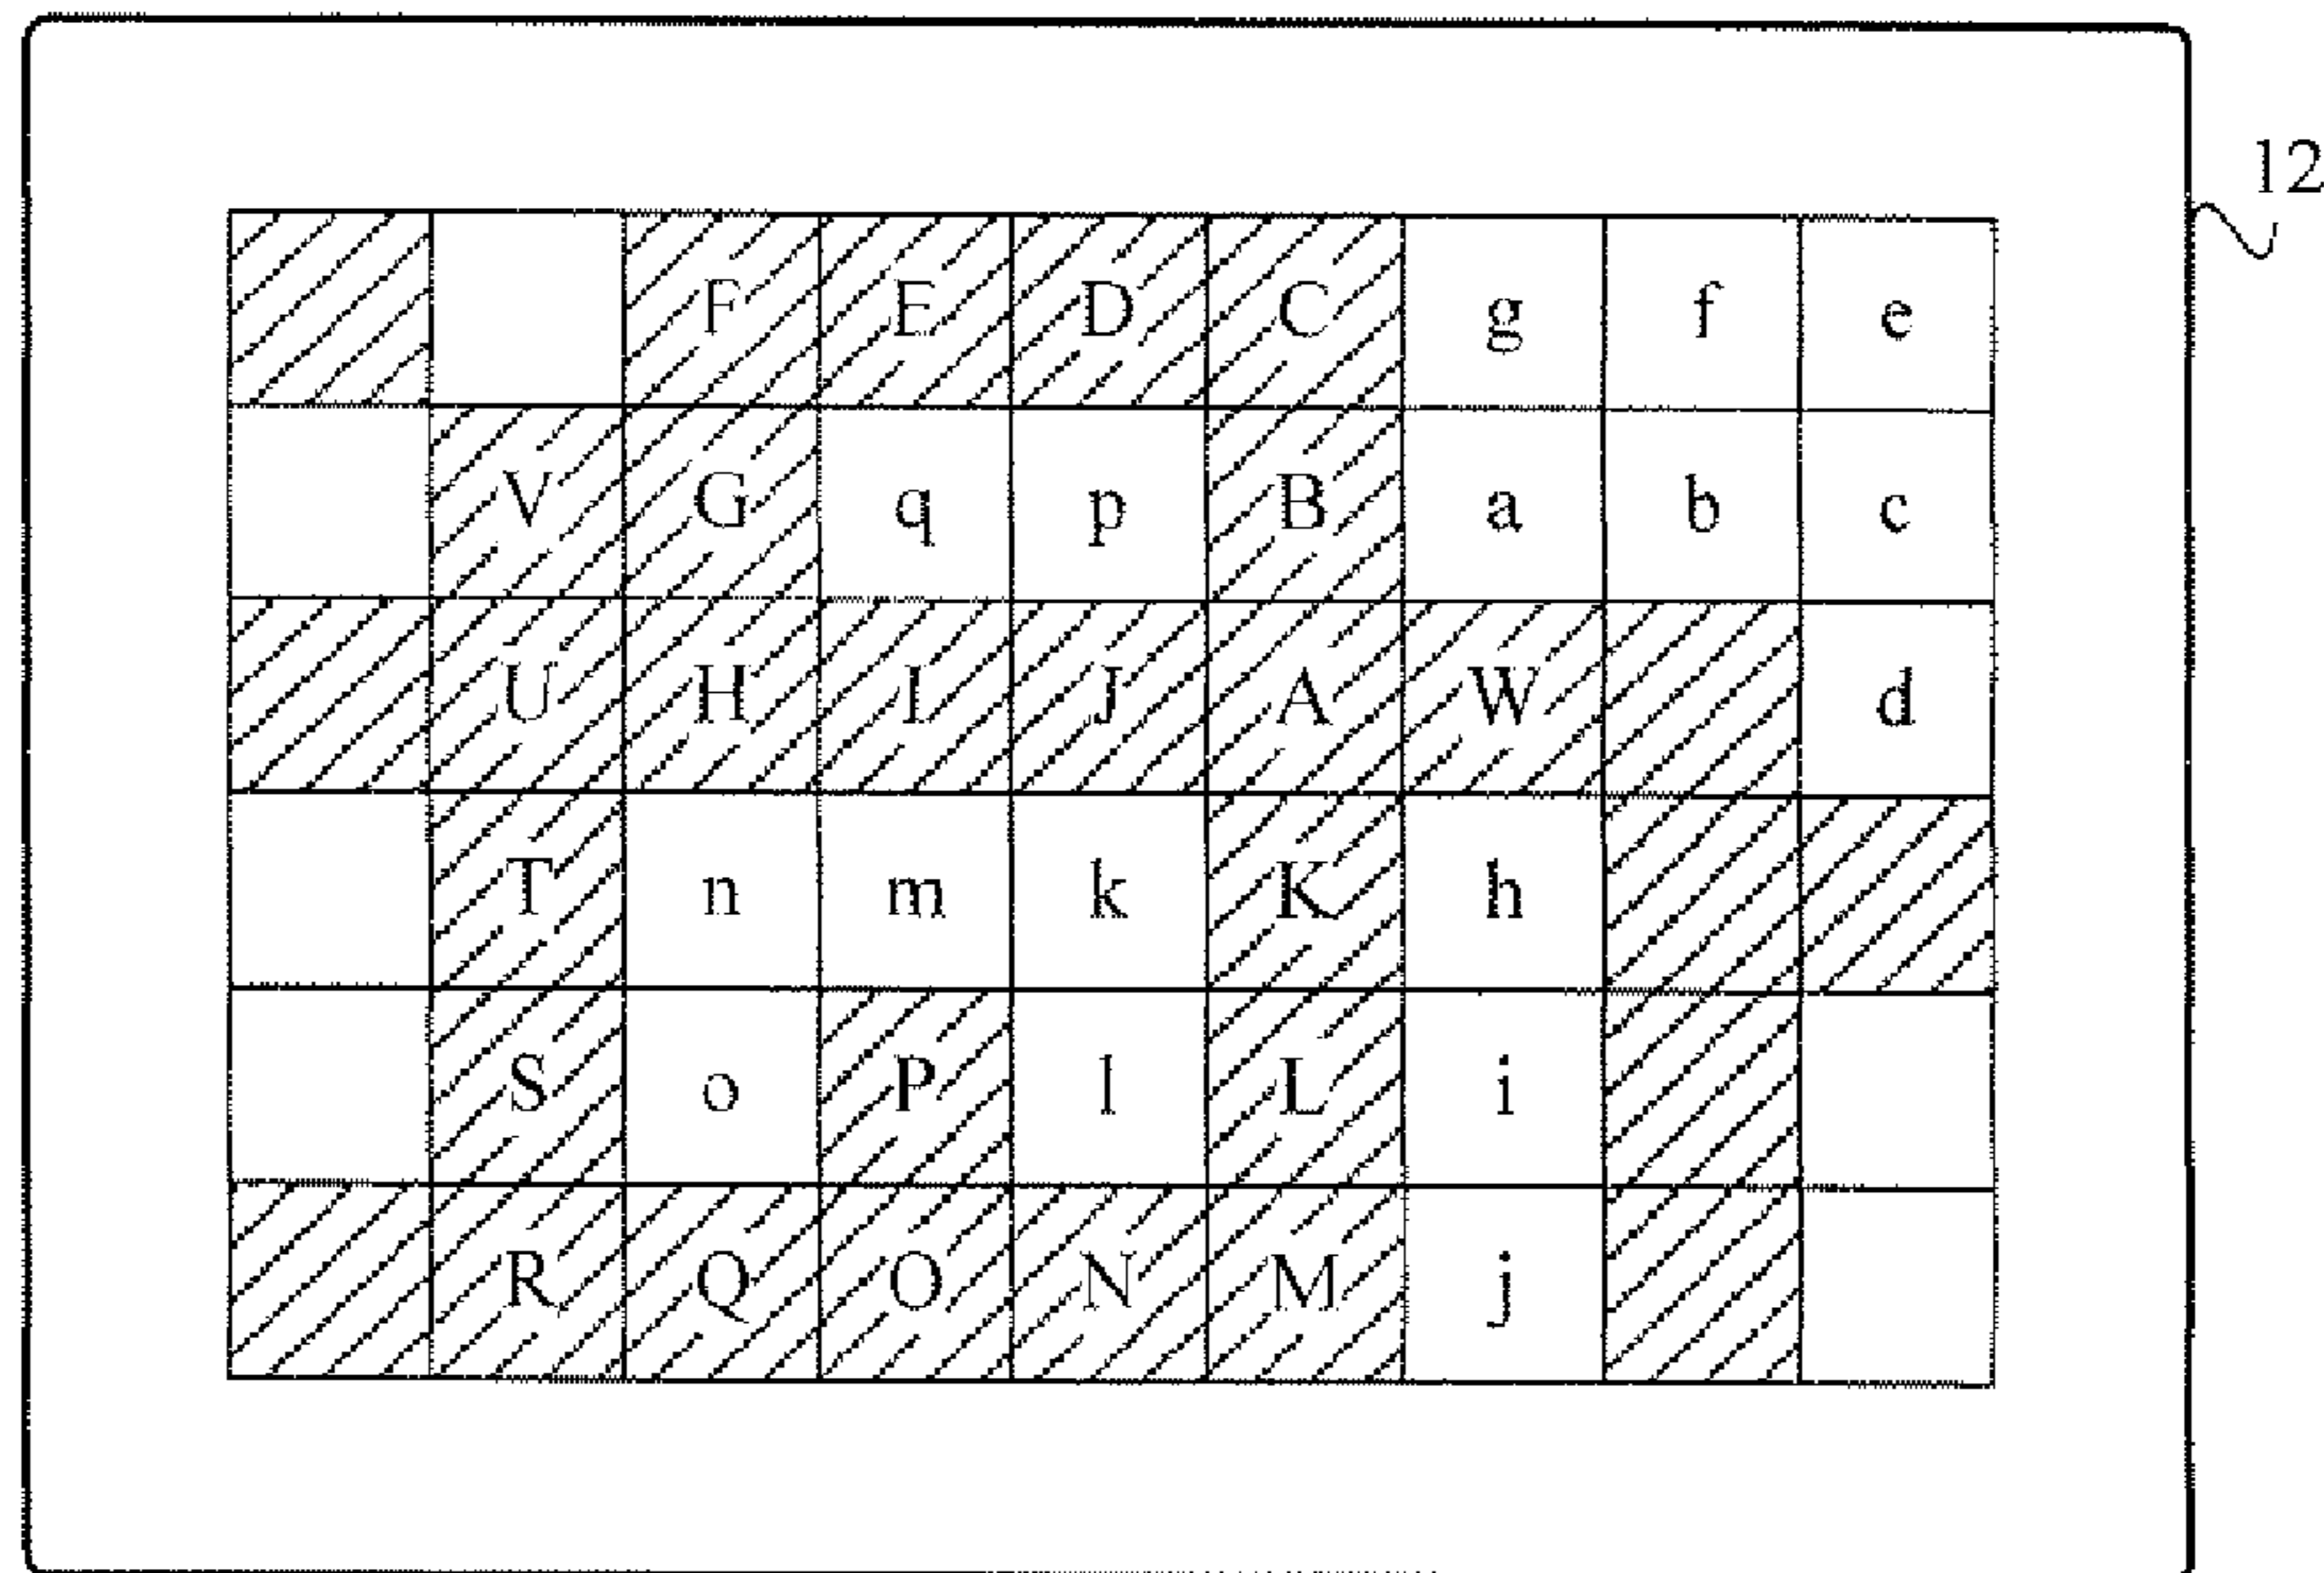 12
F E D C g f e
V G q p B a b c
U H I J A W d
T n m k K h
S o P l L i
R Q O N M j